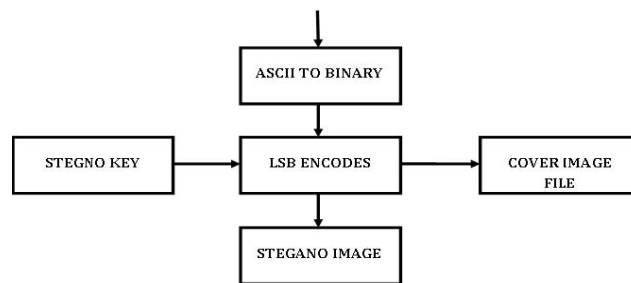 ASCII TO BINARY
STEGNO KEY
LSB ENCODES
COVER IMAGE
FILE
STEGANO IMAGE